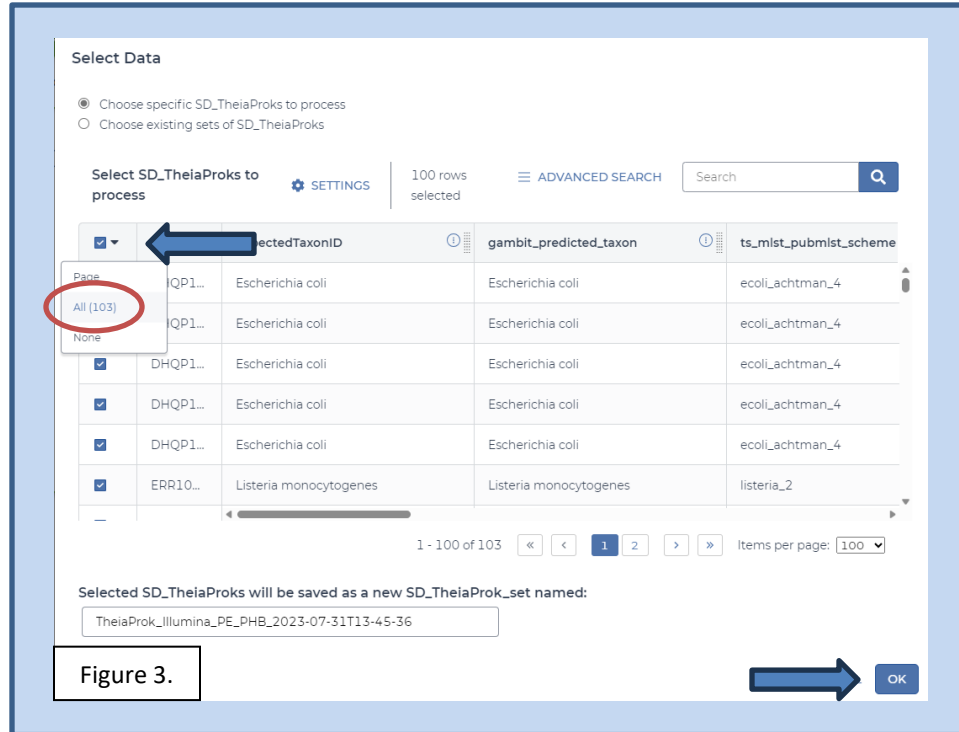 Select Data
Choose specific SD_TheiaProks to process
Choose existing sets of SD_TheiaProks
Select SD_TheiaProks to process
SETTINGS
100 rows selected
ADVANCED SEARCH
Search
ectedTaxonID
gambit_predicted_taxon
ts_mlst_pubmlst_scheme
Page
All (103)
None
HQP1... Escherichia coli Escherichia coli ecoli_achtman_4
HQP1... Escherichia coli Escherichia coli ecoli_achtman_4
DHQP1... Escherichia coli Escherichia coli ecoli_achtman_4
DHQP1... Escherichia coli Escherichia coli ecoli_achtman_4
DHQP1... Escherichia coli Escherichia coli ecoli_achtman_4
ERR10... Listeria monocytogenes Listeria monocytogenes listeria_2
1 - 100 of 103 « < 1 2 > » Items per page: 100
Selected SD_TheiaProks will be saved as a new SD_TheiaProk_set named:
TheiaProk_Illumina_PE_PHB_2023-07-31T13-45-36
Figure 3.
OK